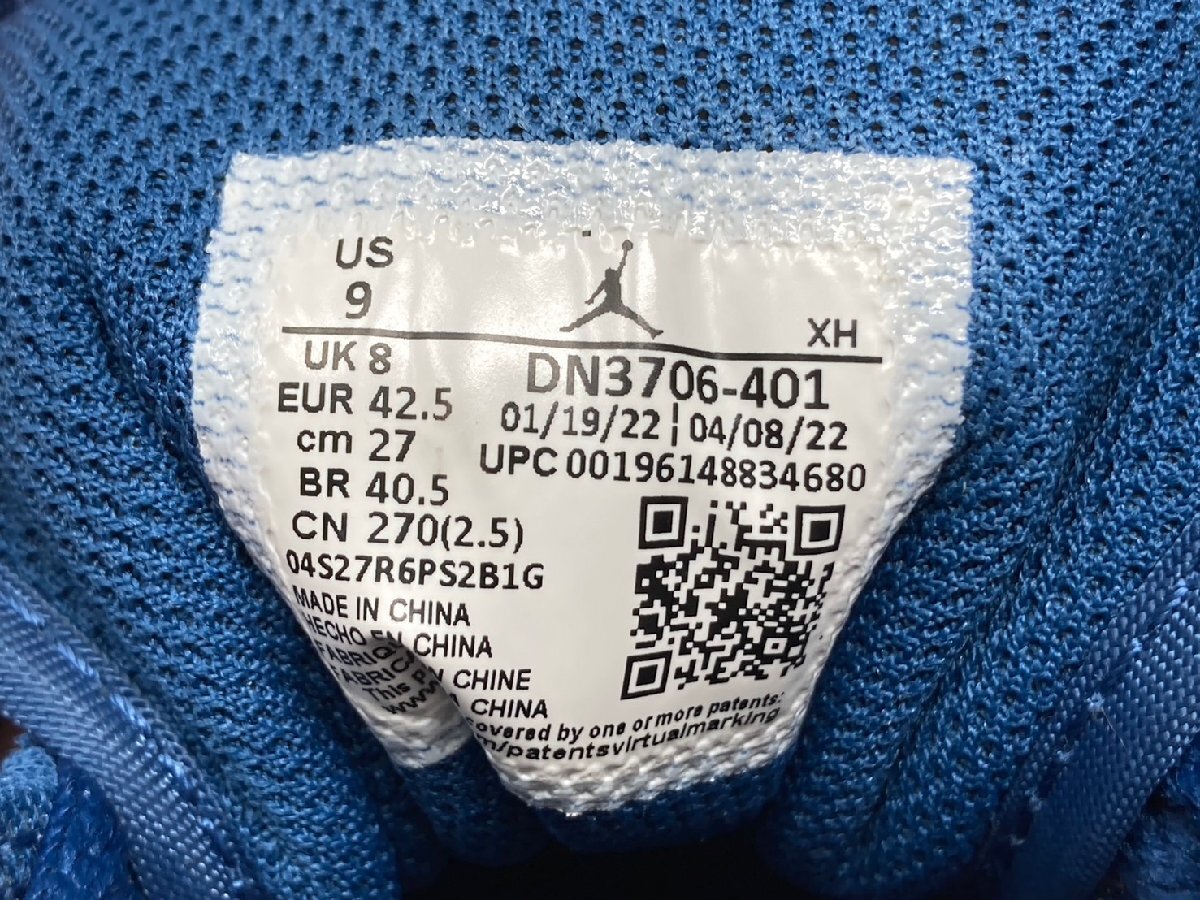 US
9
XH
UK 8
EUR 42.5
cm 27
BR 40.5
CN 270(2.5)
04S27R6PS2B1G
DN3706-401
01/19/22 | 04/08/22
UPC 00196148834680
MADE IN CHINA
HECHO EN CHINA
CHINE
CHINA
This
covered by one or more patents:
/patentsvirtualmarking